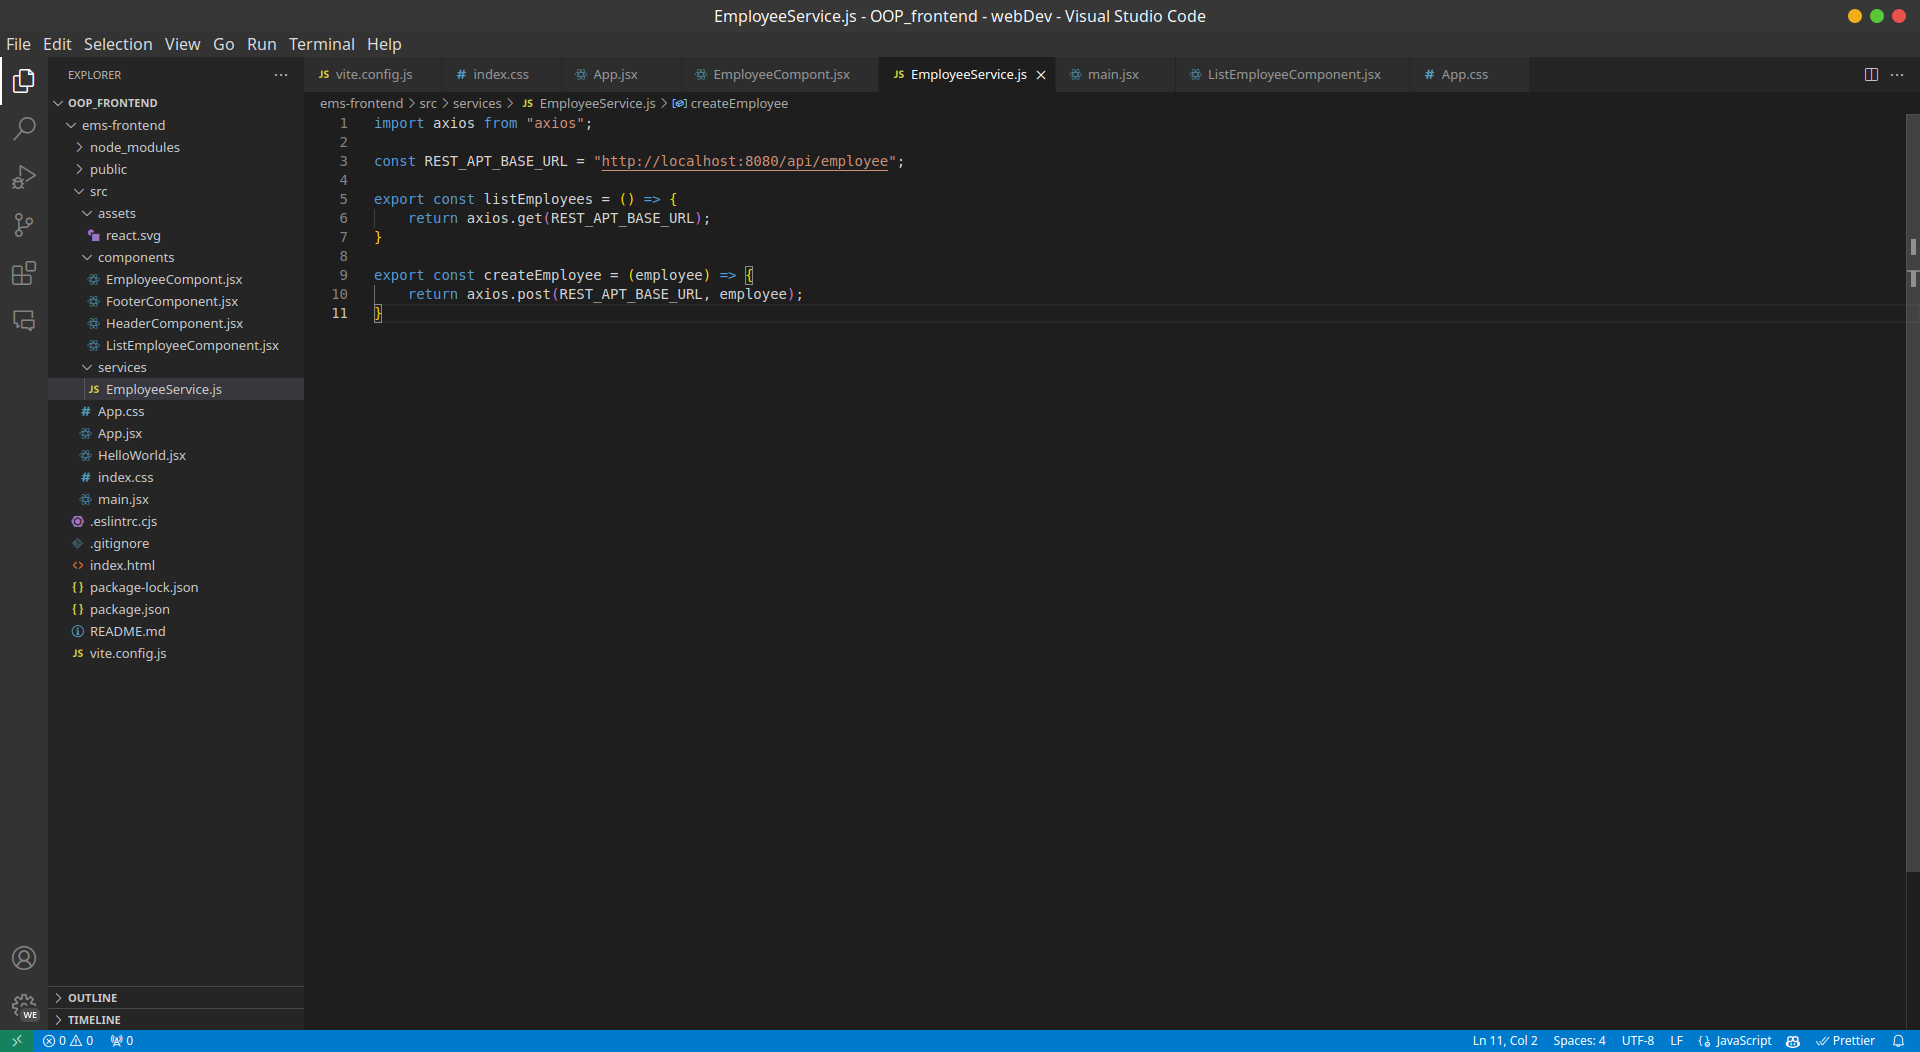 EmployeeService.js - OOP_frontend - webDev - Visual Studio Code
File Edit Selection View Go Run Terminal Help
EXPLORER
OOP_FRONTEND
ems-frontend
node_modules
public
src
assets
react.svg
components
EmployeeCompont.jsx
FooterComponent.jsx
HeaderComponent.jsx
ListEmployeeComponent.jsx
services
JS EmployeeService.js
# App.css
App.jsx
HelloWorld.jsx
# index.css
main.jsx
.eslintrc.cjs
.gitignore
<> index.html
{} package-lock.json
{} package.json
README.md
JS vite.config.js
OUTLINE
TIMELINE
JS vite.config.js # index.css App.jsx EmployeeCompont.jsx JS EmployeeService.js main.jsx ListEmployeeComponent.jsx # App.css
ems-frontend > src > services > JS EmployeeService.js > createEmployee
1 import axios from "axios";
2
3 const REST_APT_BASE_URL = "http://localhost:8080/api/employee";
4
5 export const listEmployees = () => {
6 return axios.get(REST_APT_BASE_URL);
7 }
8
9 export const createEmployee = (employee) => {
10 return axios.post(REST_APT_BASE_URL, employee);
11 }
WE
0 0 0 Ln 11, Col 2 Spaces: 4 UTF-8 LF JavaScript Prettier